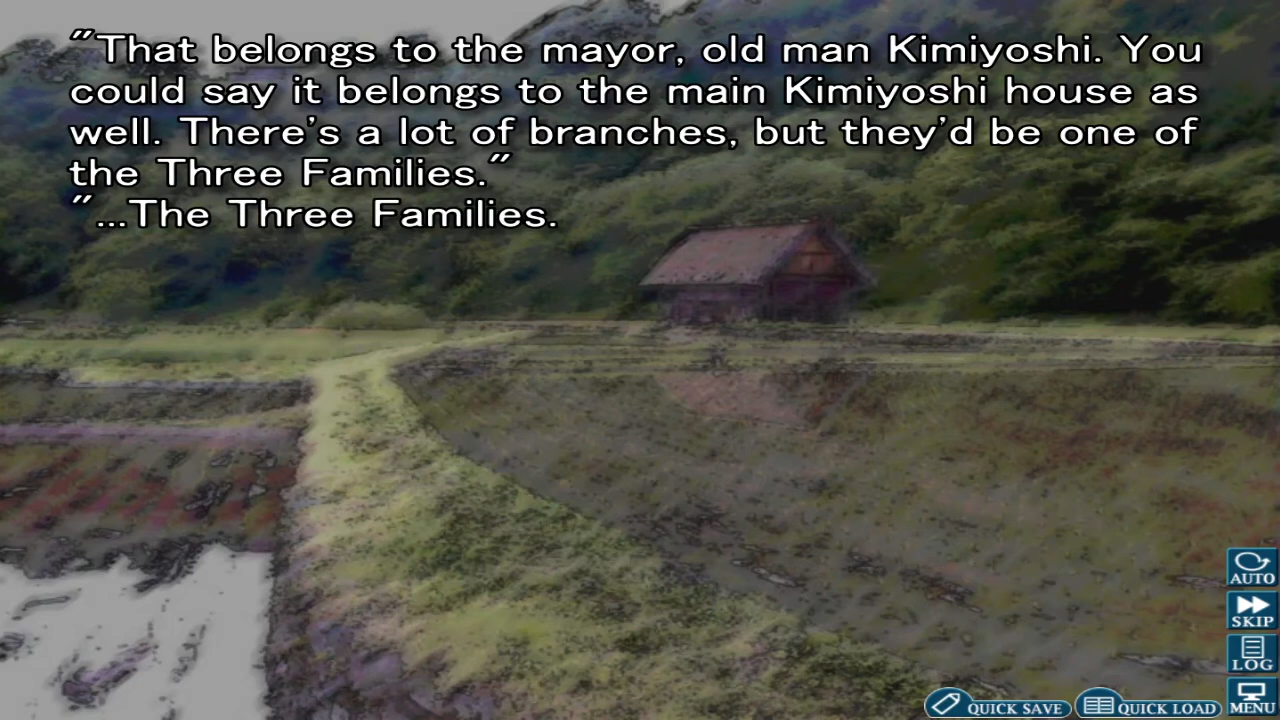 "That belongs to the mayor, old man Kimiyoshi. You
could say it belongs to the main Kimiyoshi house as
well. There's a lot of branches, but they'd be one of
the Three Families."
"...The Three Families.
AUTO
SKIP
LOG
QUICK SAVE QUICK LOAD MENU